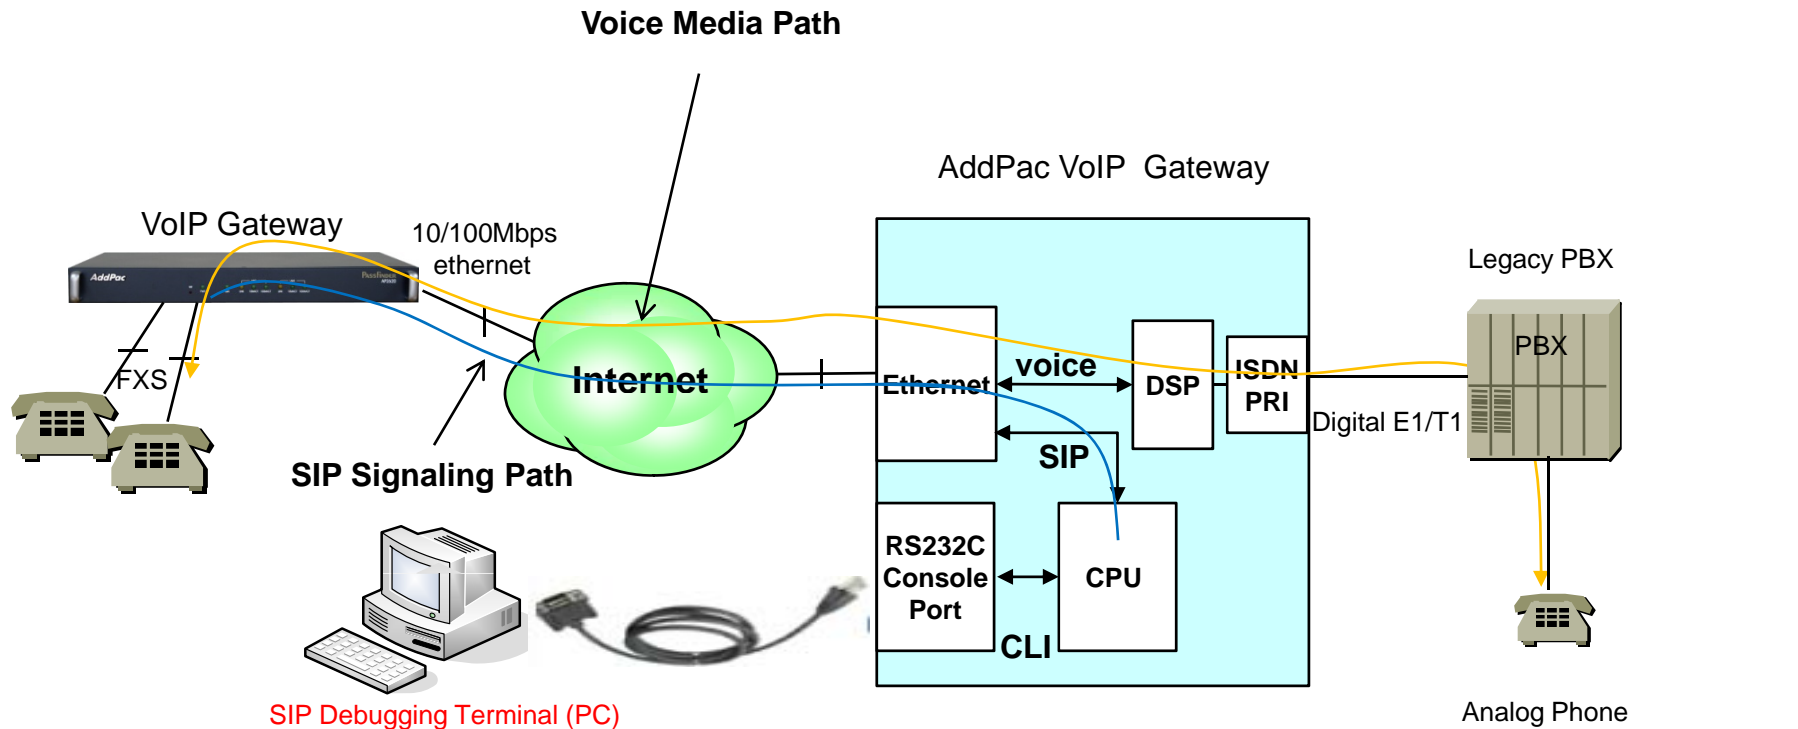 Voice Media Path
AddPac VoIP  Gateway
VoIP Gateway
10/100Mbps
ethernet
Legacy PBX
AddPac
PBX
FXS
Internet
Ethernet
voice
DSP
ISDN
PRI
Digital E1/T1
SIP Signaling Path
SIP
RS232C
Console
Port
CPU
CLI
SIP Debugging Terminal (PC)
Analog Phone